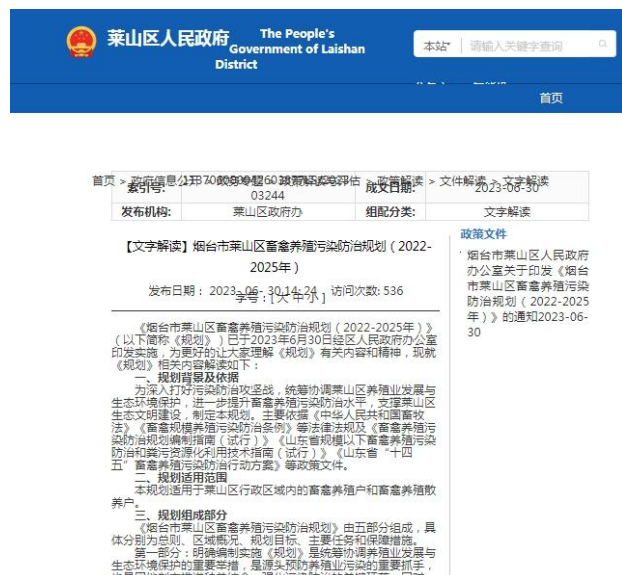 莱山区人民政府
The People's
Government of Laishan
District
本站
请输入关键字查询
首页
首页 > 政府信息公开 > > 政策解读 > 文件解读 > 文字解读
索引号:
03244
成文日期:
2023-06-30
发布机构:
莱山区政府办
组配分类:
文字解读
【文字解读】烟台市莱山区畜禽养殖污染防治规划（2022-
2025年）
发布日期： 2023-06- 30 14: 24 访问次数: 536
字号：[ 大 中 小 ]
《烟台市莱山区畜禽养殖污染防治规划（2022-2025年）》
（以下简称《规划》）已于2023年6月30日经区人民政府办公室
印发实施，为更好的让大家理解《规划》有关内容和精神，现就
《规划》相关内容解读如下：
一、规划背景及依据
为深入打好污染防治攻坚战，统筹协调莱山区养殖业发展与
生态环境保护，进一步提升畜禽养殖污染防治水平，支撑莱山区
生态文明建设，制定本规划。主要依据《中华人民共和国畜牧
法》《畜禽规模养殖污染防治条例》等法律法规及《畜禽养殖污
染防治规划编制指南（试行）》《山东省规模以下畜禽养殖污染
防治和粪污资源化利用技术指南（试行）》《山东省“十四
五”畜禽养殖污染防治行动方案》等政策文件。
二、规划适用范围
本规划适用于莱山区行政区域内的畜禽养殖户和畜禽养殖散
养户。
三、规划组成部分
《烟台市莱山区畜禽养殖污染防治规划》由五部分组成，具
体分别为总则、区域概况、规划目标、主要任务和保障措施。
第一部分：明确编制实施《规划》是统筹协调养殖业发展与
生态环境保护的重要举措，是源头预防养殖业污染的重要抓手，
政策文件
烟台市莱山区人民政府
办公室关于印发《烟台
市莱山区畜禽养殖污染
防治规划（2022-2025
年）》的通知2023-06-
30